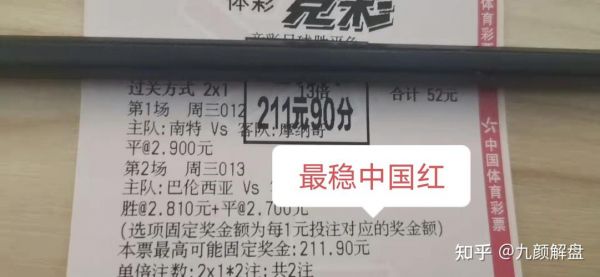 体彩 竞彩
过关方式 2x1 13倍 合计 52元
第1场 周三012
211元90分
主队:南特 Vs 客队:摩纳哥
平@2.900元
第2场 周三013
主队:巴伦西亚 Vs
最稳中国红
胜@2.810元+平@2.700元
(选项固定奖金额为每1元投注对应的奖金额)
本票最高可能固定奖金:211.90元
单倍注数:2x1*2注;共2注
中国体育彩票
中国体育彩票
知乎 @九颜解盘